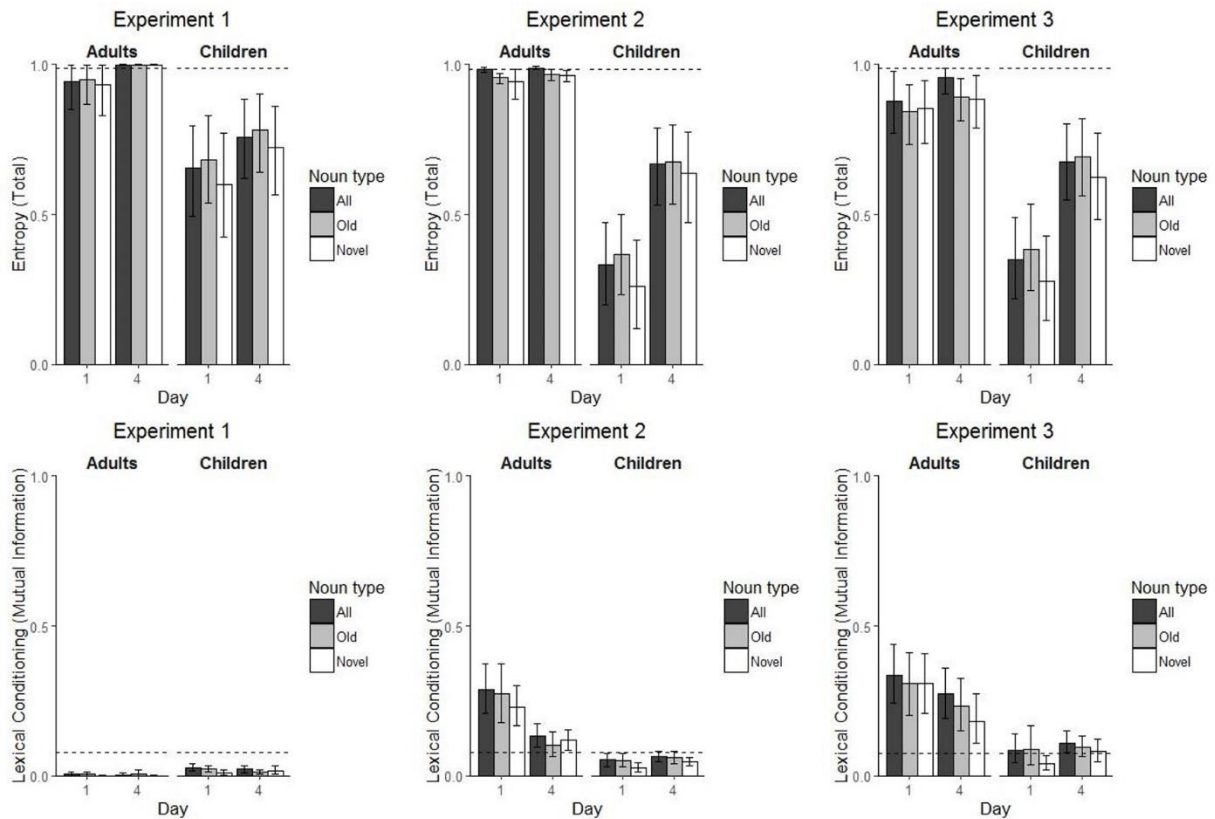 Experiment 1
Adults Children
Entropy (Total)
1.0
0.5
0.0
1 4 1 4
Day
Noun type
All
Old
Novel
Experiment 2
Adults Children
Entropy (Total)
1.0
0.5
0.0
1 4 1 4
Day
Noun type
All
Old
Novel
Experiment 3
Adults Children
Entropy (Total)
1.0
0.5
0.0
1 4 1 4
Day
Noun type
All
Old
Novel
Experiment 1
Adults Children
Lexical Conditioning (Mutual Information)
1.0
0.5
0.0
1 4 1 4
Day
Noun type
All
Old
Novel
Experiment 2
Adults Children
Lexical Conditioning (Mutual Information)
1.0
0.5
0.0
1 4 1 4
Day
Noun type
All
Old
Novel
Experiment 3
Adults Children
Lexical Conditioning (Mutual Information)
1.0
0.5
0.0
1 4 1 4
Day
Noun type
All
Old
Novel